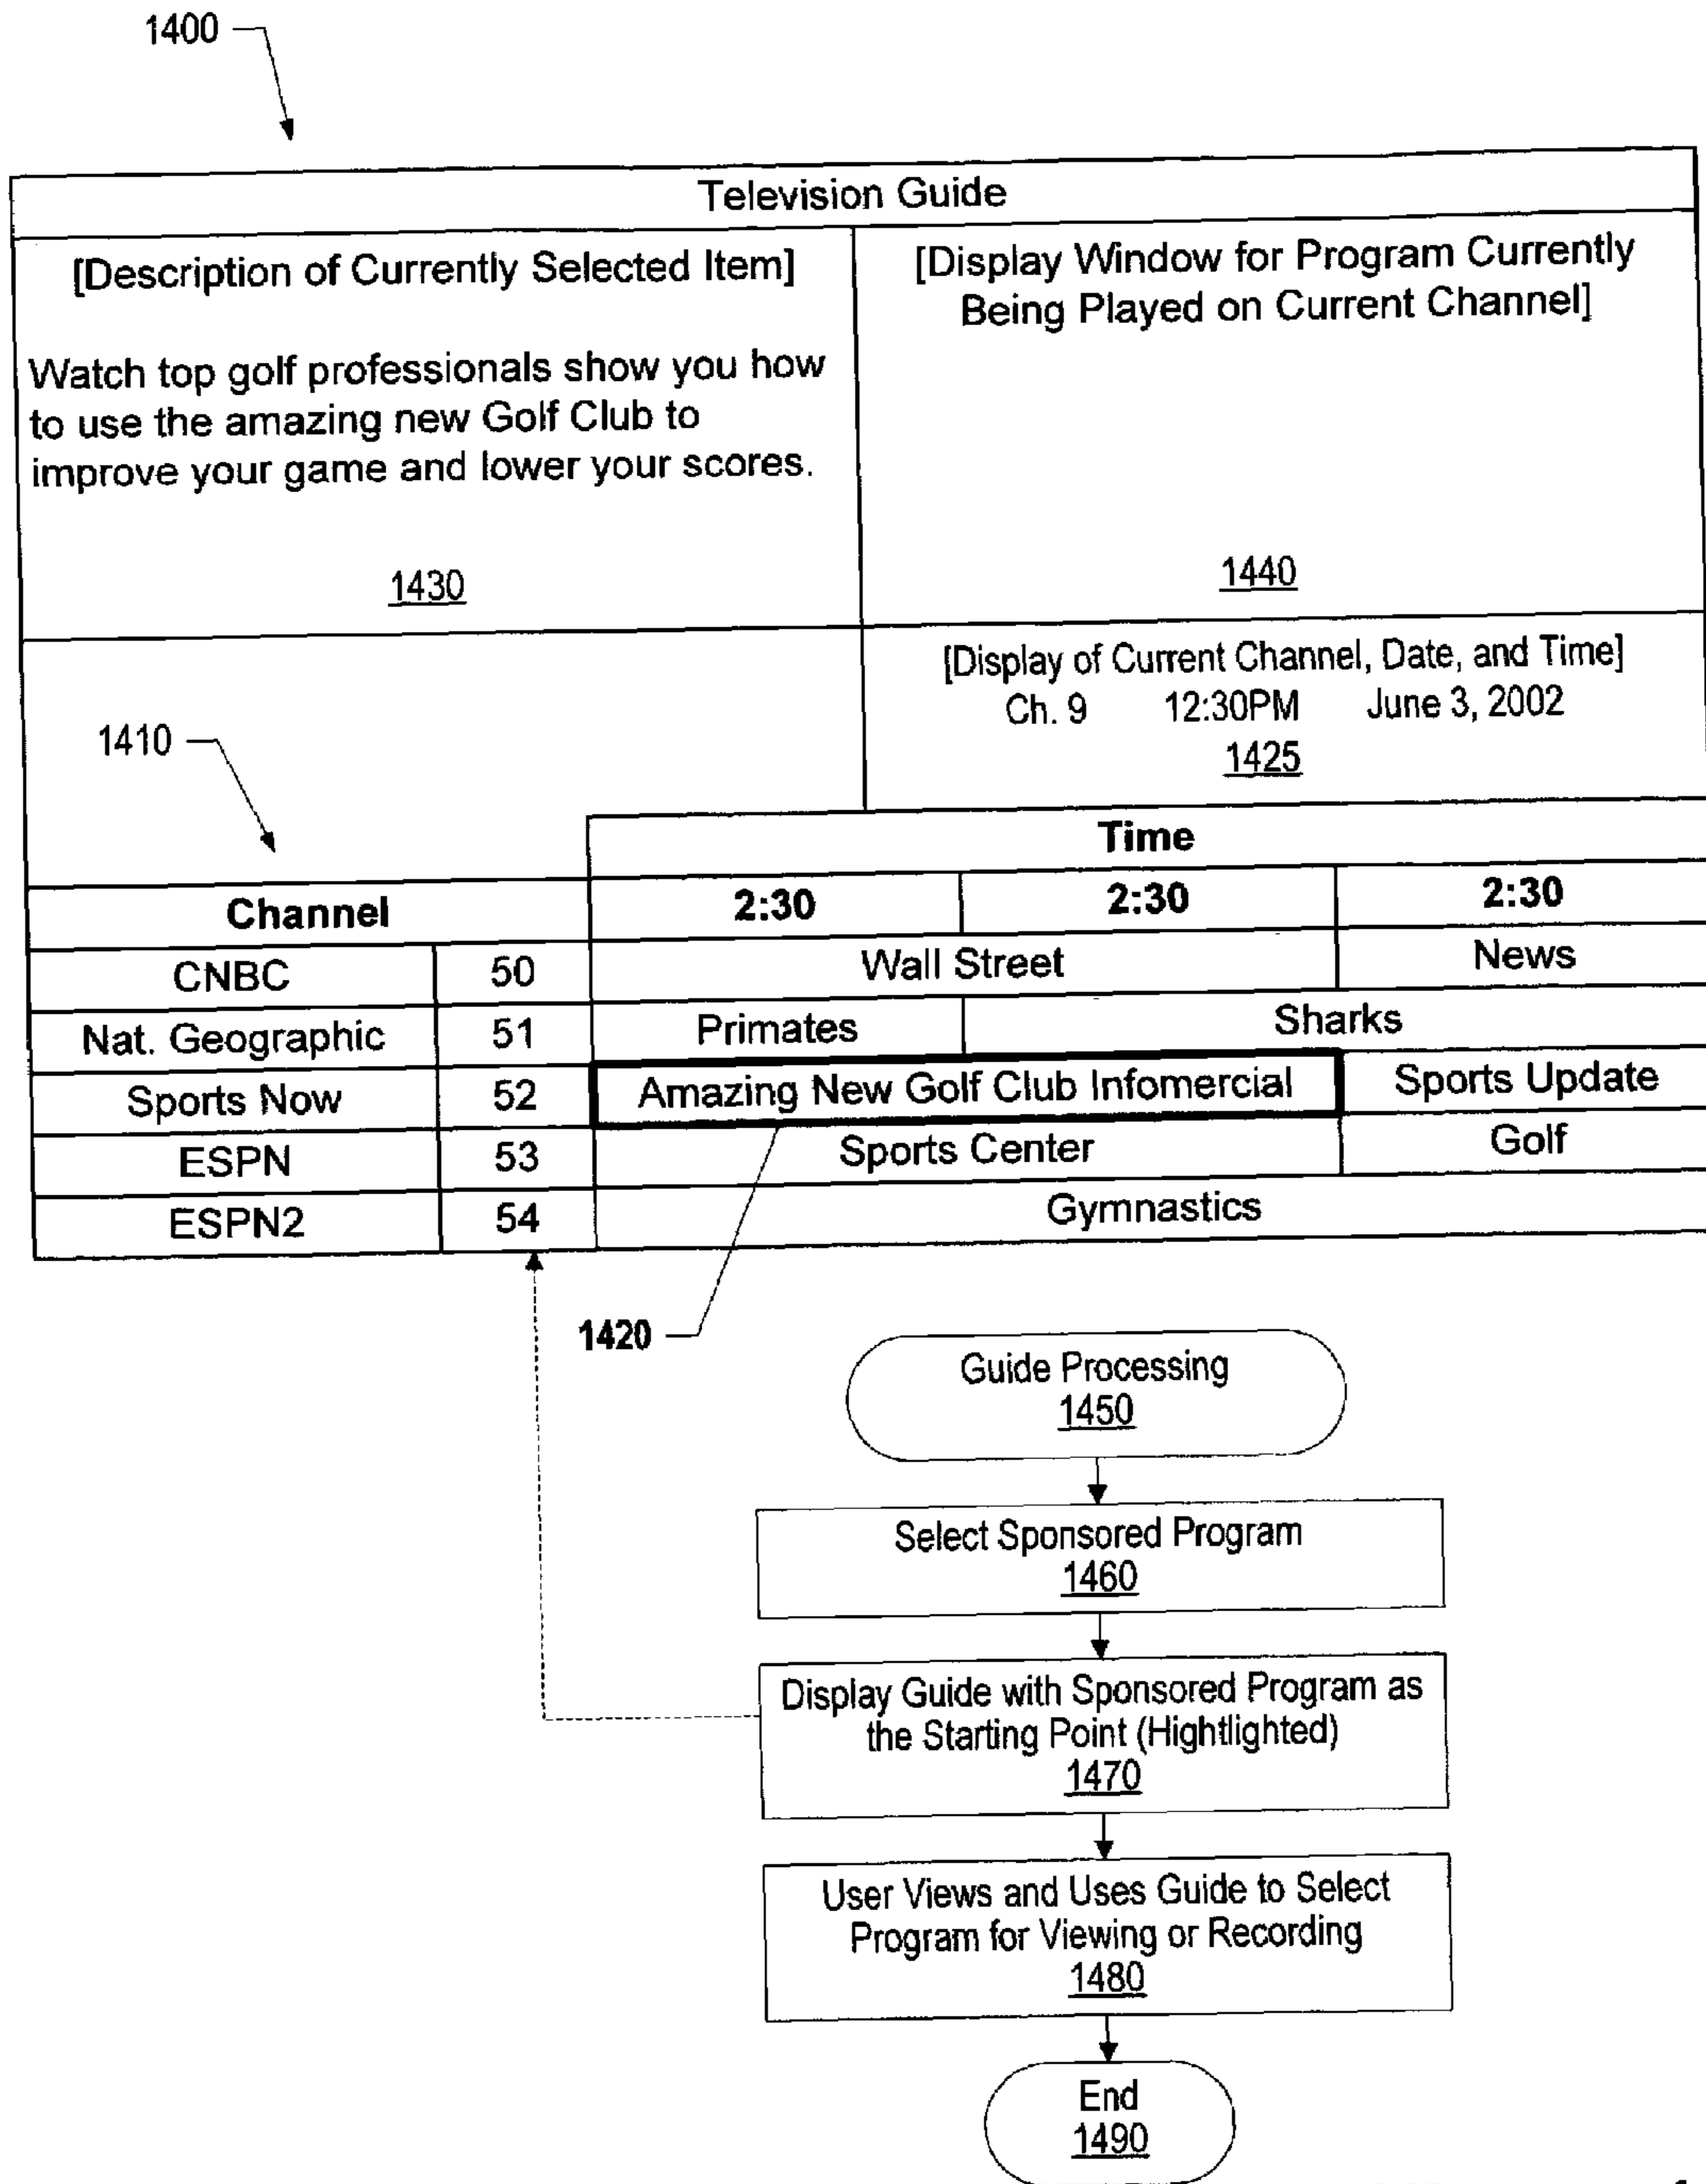 1400
Television Guide
[Description of Currently Selected Item]
Watch top golf professionals show you how
to use the amazing new Golf Club to
improve your game and lower your scores.
1430
[Display Window for Program Currently
Being Played on Current Channel]
1440
[Display of Current Channel, Date, and Time]
Ch. 9 12:30PM June 3, 2002
1425
1410
Time
Channel 2:30 2:30 2:30
CNBC 50 Wall Street News
Nat. Geographic 51 Primates Sharks
Sports Now 52 Amazing New Golf Club Infomercial Sports Update
ESPN 53 Sports Center Golf
ESPN2 54 Gymnastics
1420
Guide Processing
1450
Select Sponsored Program
1460
Display Guide with Sponsored Program as
the Starting Point (Hightlighted)
1470
User Views and Uses Guide to Select
Program for Viewing or Recording
1480
End
1490